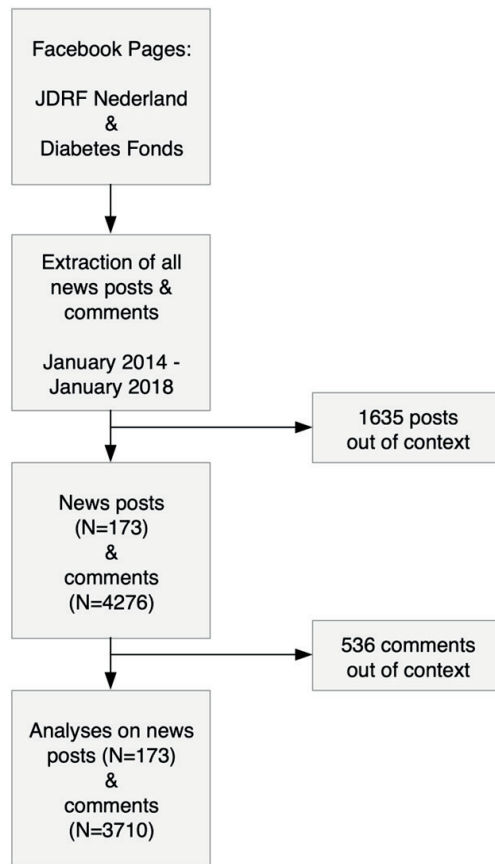 Facebook Pages:
JDRF Nederland
&
Diabetes Fonds
Extraction of all
news posts &
comments
January 2014 -
January 2018
1635 posts
out of context
News posts
(N=173)
&
comments
(N=4276)
536 comments
out of context
Analyses on news
posts (N=173)
&
comments
(N=3710)